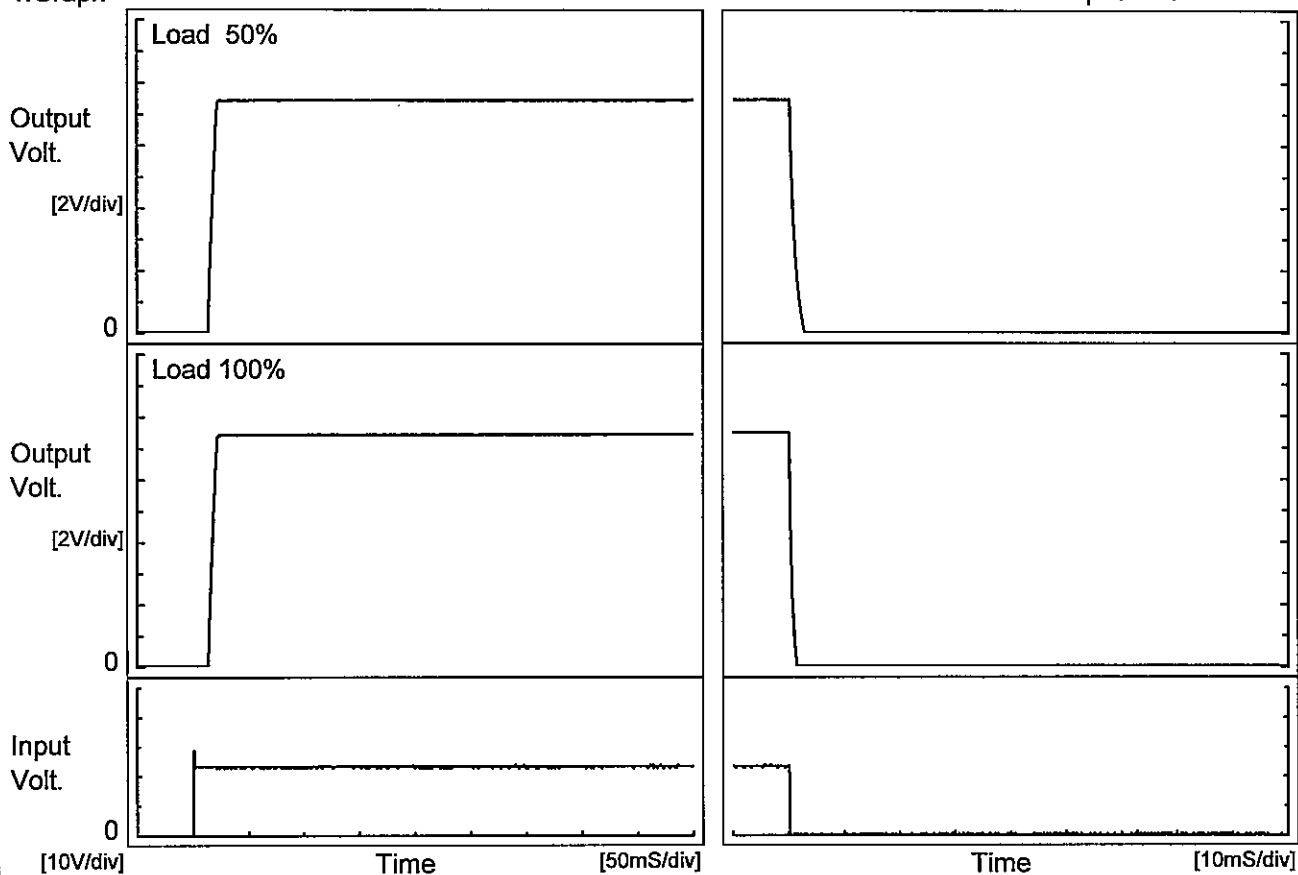 Load 50%
Output
Volt.
[2V/div]
0
Load 100%
Output
Volt.
[2V/div]
0
Input
Volt.
0
[10V/div]
Time
[50mS/div]
Time
[10mS/div]